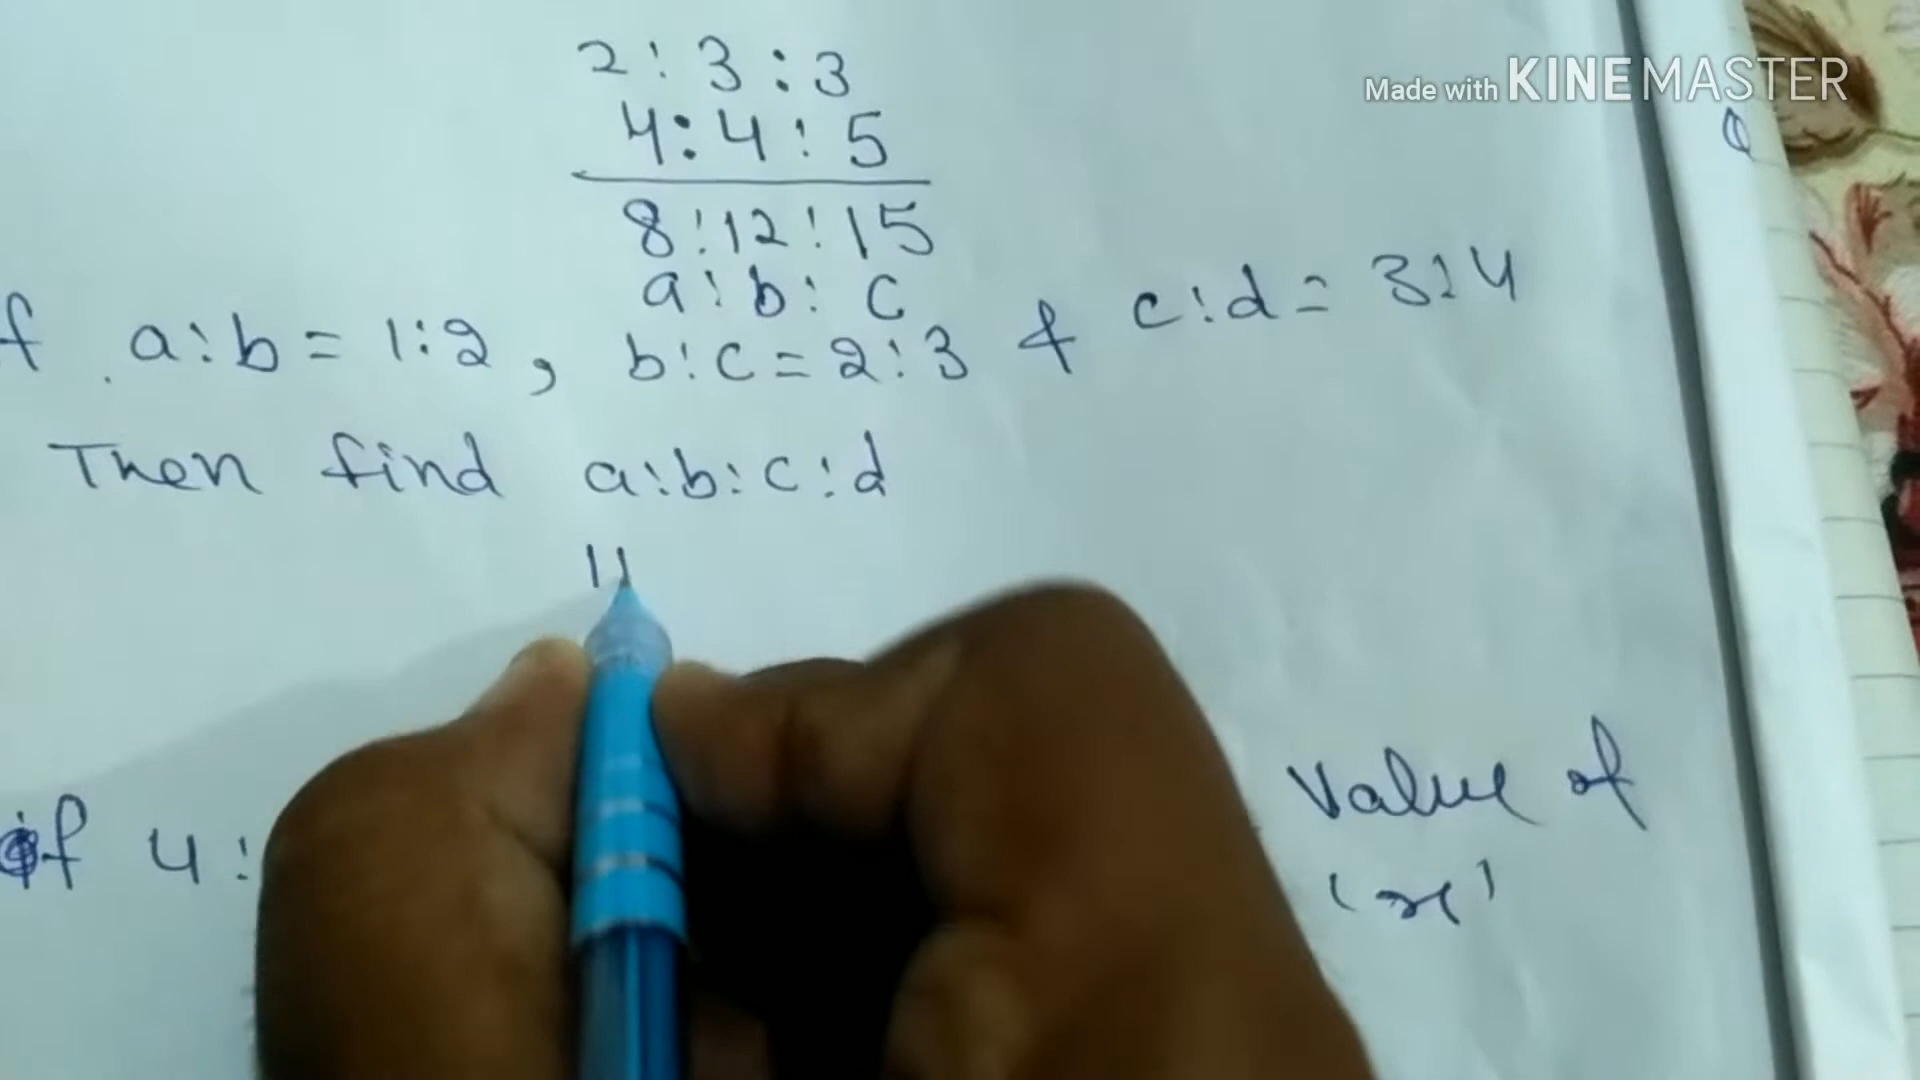 2:3:3
Made with KINEMASTER
4:4:5
8:12:15
a:b:c
f a:b=1:2, b:c=2:3 & c:d=3:4
Then find a:b:c:d
1:
Value of
if 4:
'x'